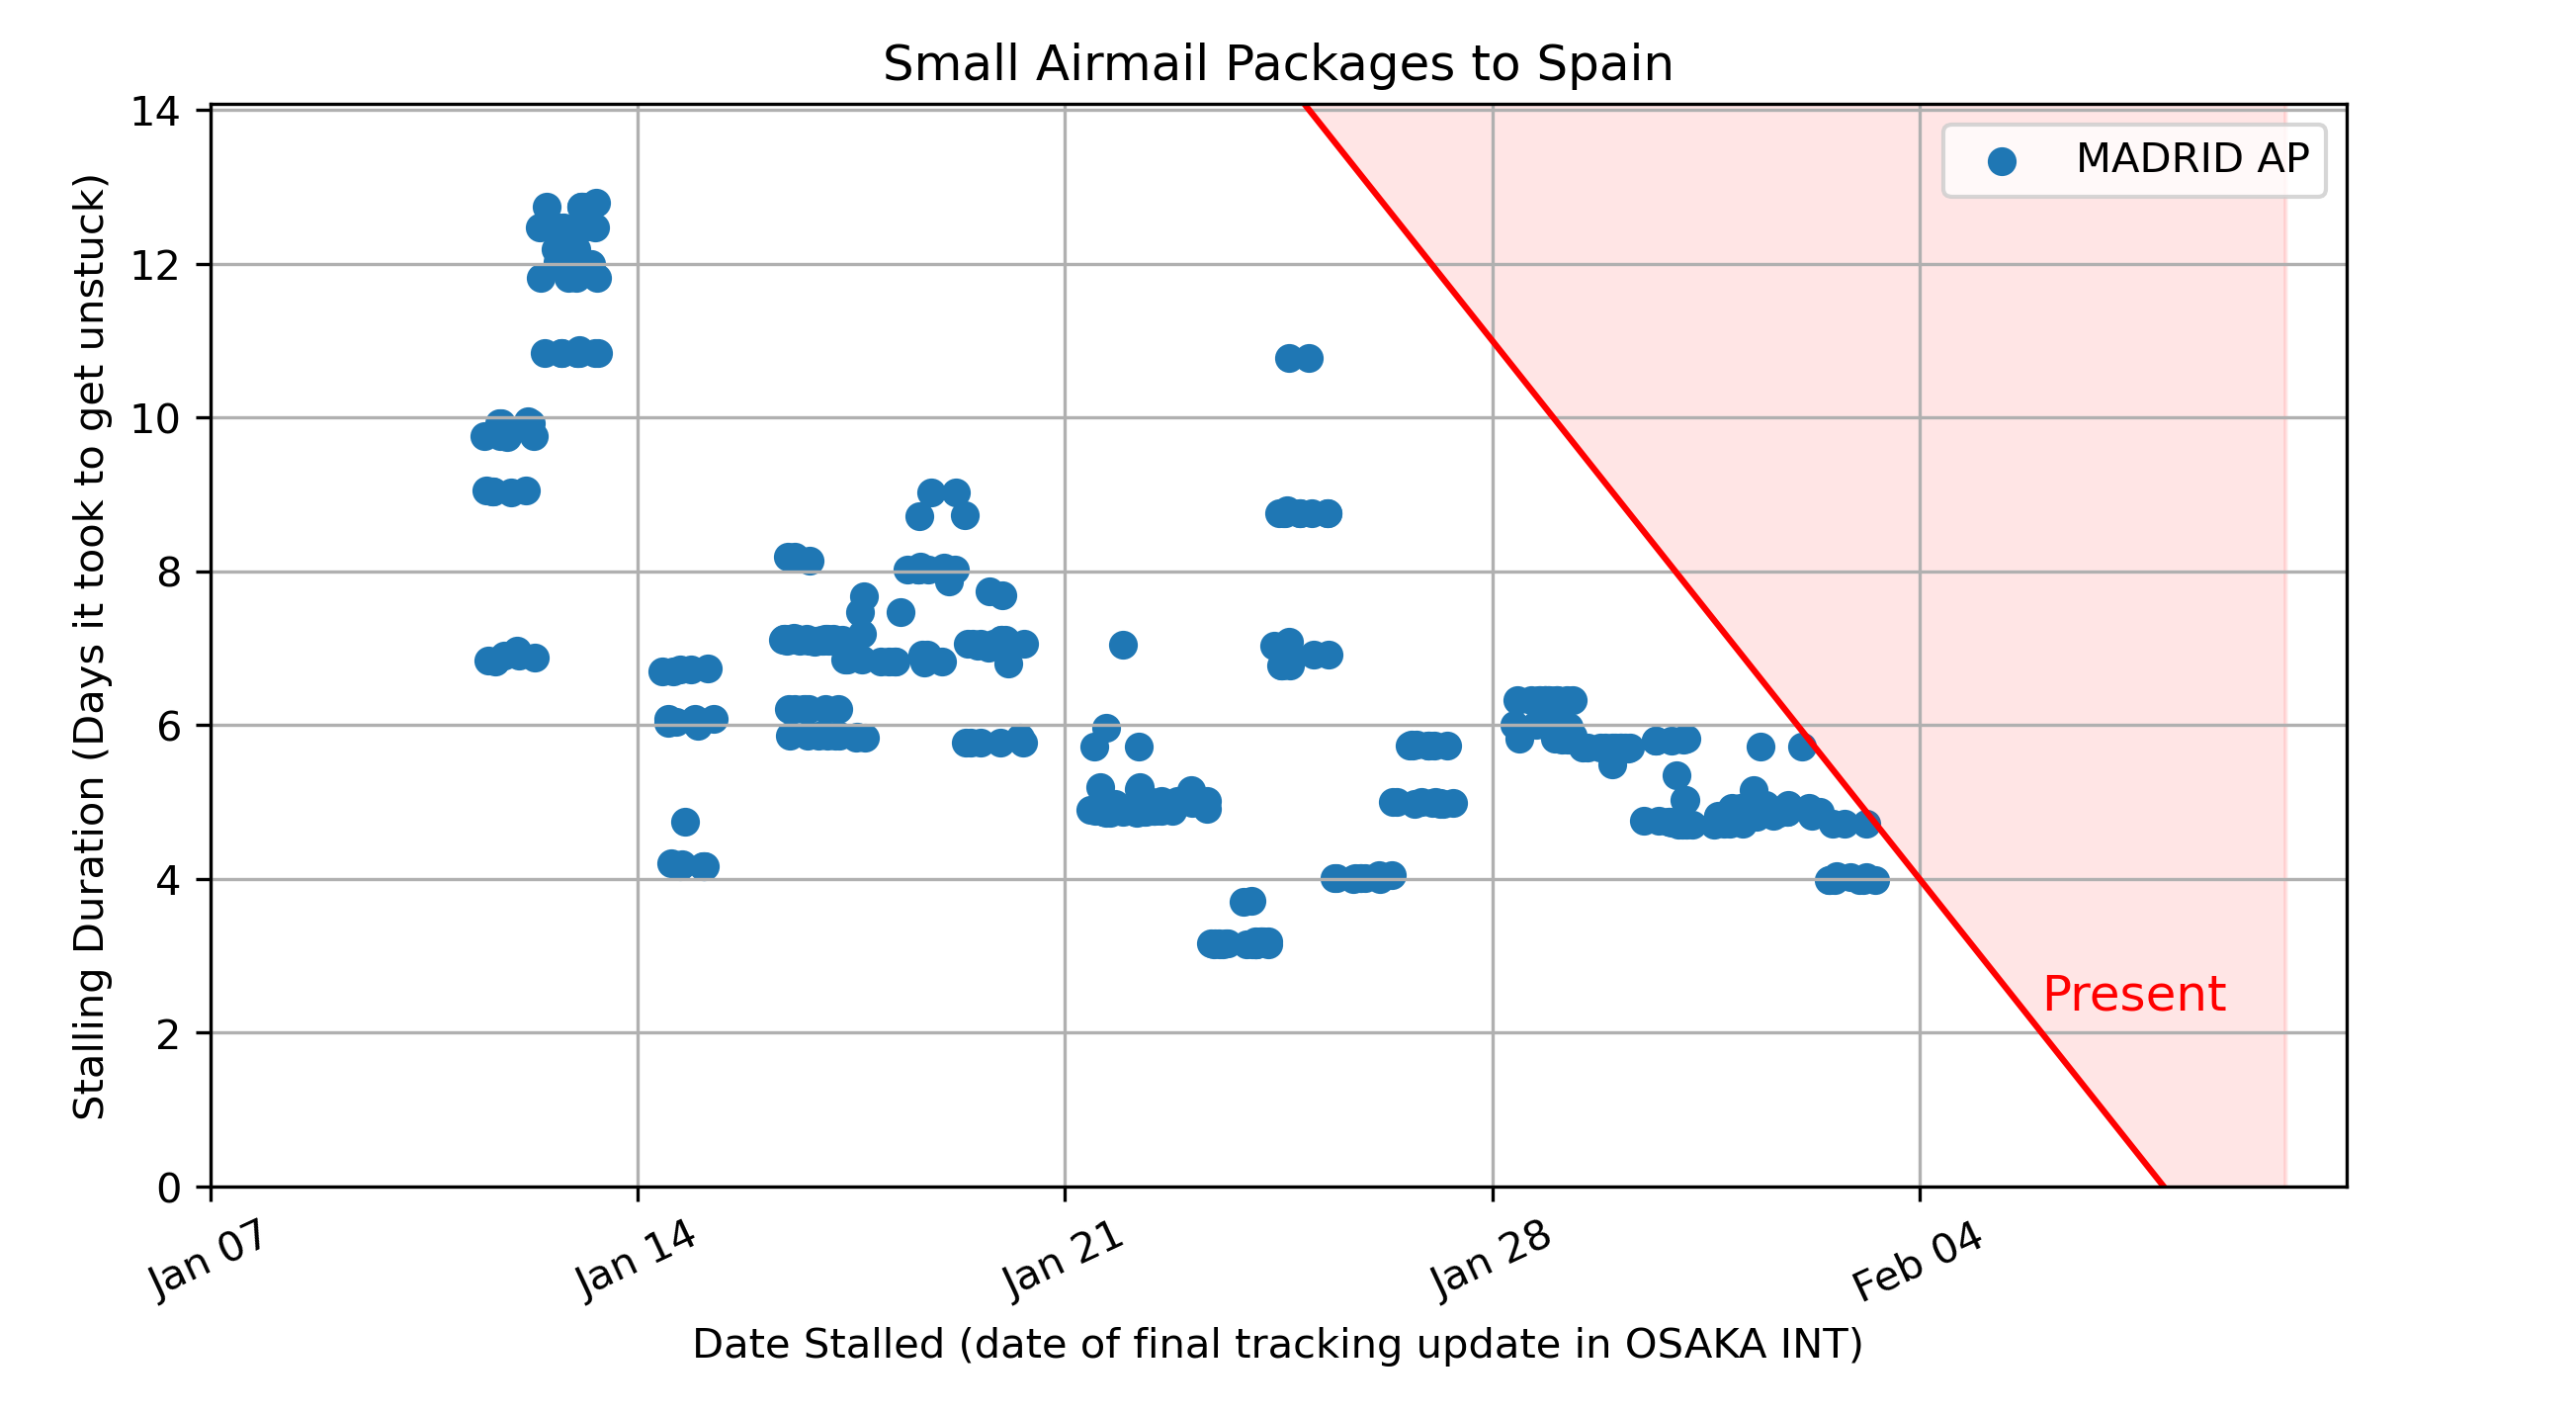 Small Airmail Packages to Spain
MADRID AP
Stalling Duration (Days it took to get unstuck)
14
12
10
8
6
4
2
0
Present
Jan 07
Jan 14
Jan 21
Jan 28
Feb 04
Date Stalled (date of final tracking update in OSAKA INT)